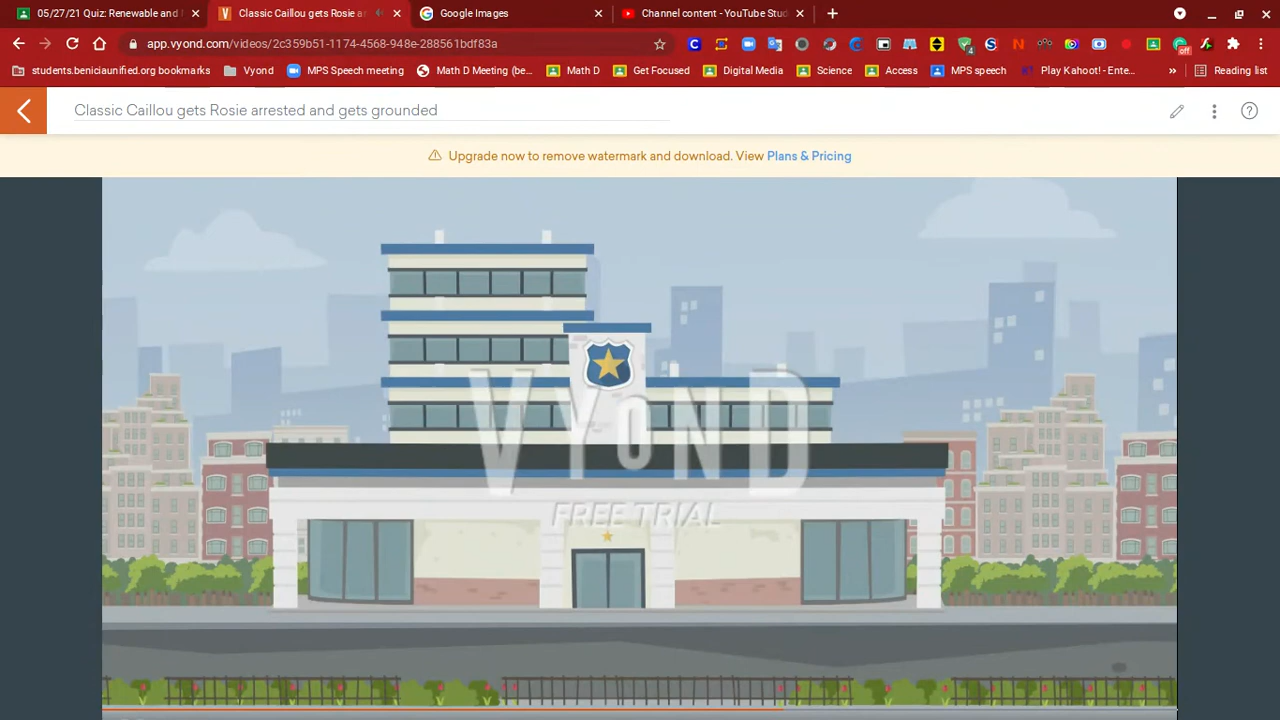 05/27/21 Quiz: Renewable and
Classic Caillou gets Rosie a
Google Images
Channel content - YouTube Stu
app.vyond.com/videos/2c359b51-1174-4568-948e-288561bdf83a
4
off
students.beniciaunified.org bookmarks
Vyond
MPS Speech meeting
Math D Meeting (be...
Math D
Get Focused
Digital Media
Science
Access
MPS speech
Play Kahoot! - Ente...
»
Reading list
Classic Caillou gets Rosie arrested and gets grounded
Upgrade now to remove watermark and download. View Plans & Pricing
VYOND
FREE TRIAL